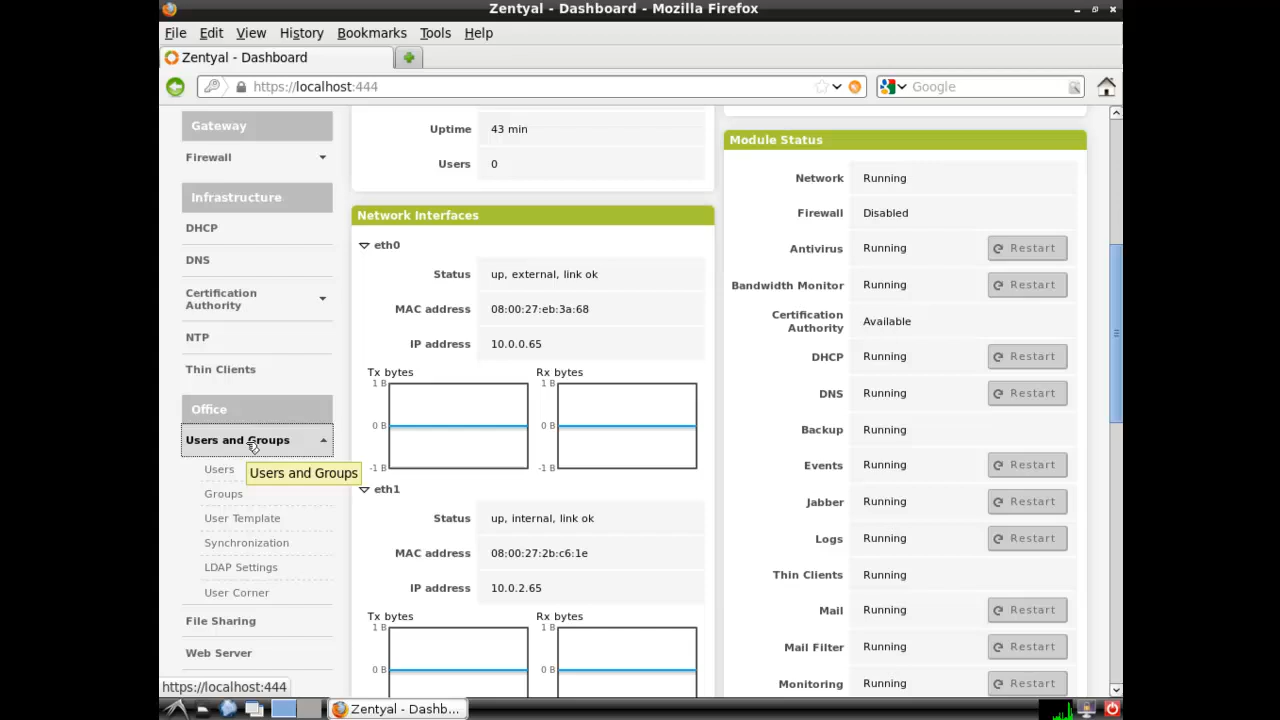 Zentyal - Dashboard - Mozilla Firefox
File Edit View History Bookmarks Tools Help
Zentyal - Dashboard
https://localhost:444
Google
Gateway
Firewall
Infrastructure
DHCP
DNS
Certification
Authority
NTP
Thin Clients
Office
Users and Groups
Users and Groups
Users
Groups
User Template
Synchronization
LDAP Settings
User Corner
File Sharing
Web Server
https://localhost:444
Uptime 43 min
Users 0
Network Interfaces
eth0
Status up, external, link ok
MAC address 08:00:27:eb:3a:68
IP address 10.0.0.65
Tx bytes Rx bytes
1 B 1 B
0 B 0 B
-1 B -1 B
eth1
Status up, internal, link ok
MAC address 08:00:27:2b:c6:1e
IP address 10.0.2.65
Tx bytes Rx bytes
1 B 1 B
0 B 0 B
Module Status
Network Running
Firewall Disabled
Antivirus Running Restart
Bandwidth Monitor Running Restart
Certification
Authority Available
DHCP Running Restart
DNS Running Restart
Backup Running
Events Running Restart
Jabber Running Restart
Logs Running Restart
Thin Clients Running
Mail Running Restart
Mail Filter Running Restart
Monitoring Running Restart
Zentyal - Dashb...